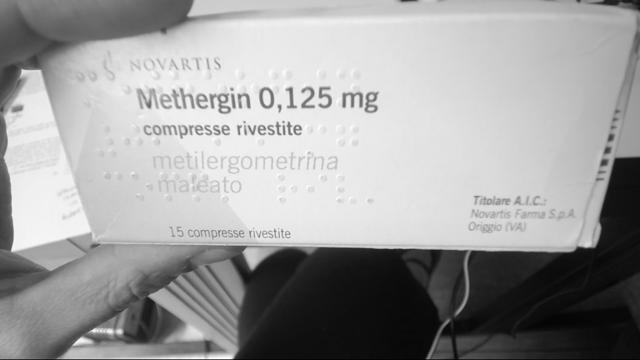 NOVARTIS
Methergin 0,125 mg
compresse rivestite
metilergometrina
maleato
15 compresse rivestite
Titolare A.I.C.:
Novartis Farma S.p.A.
Origgio (VA)